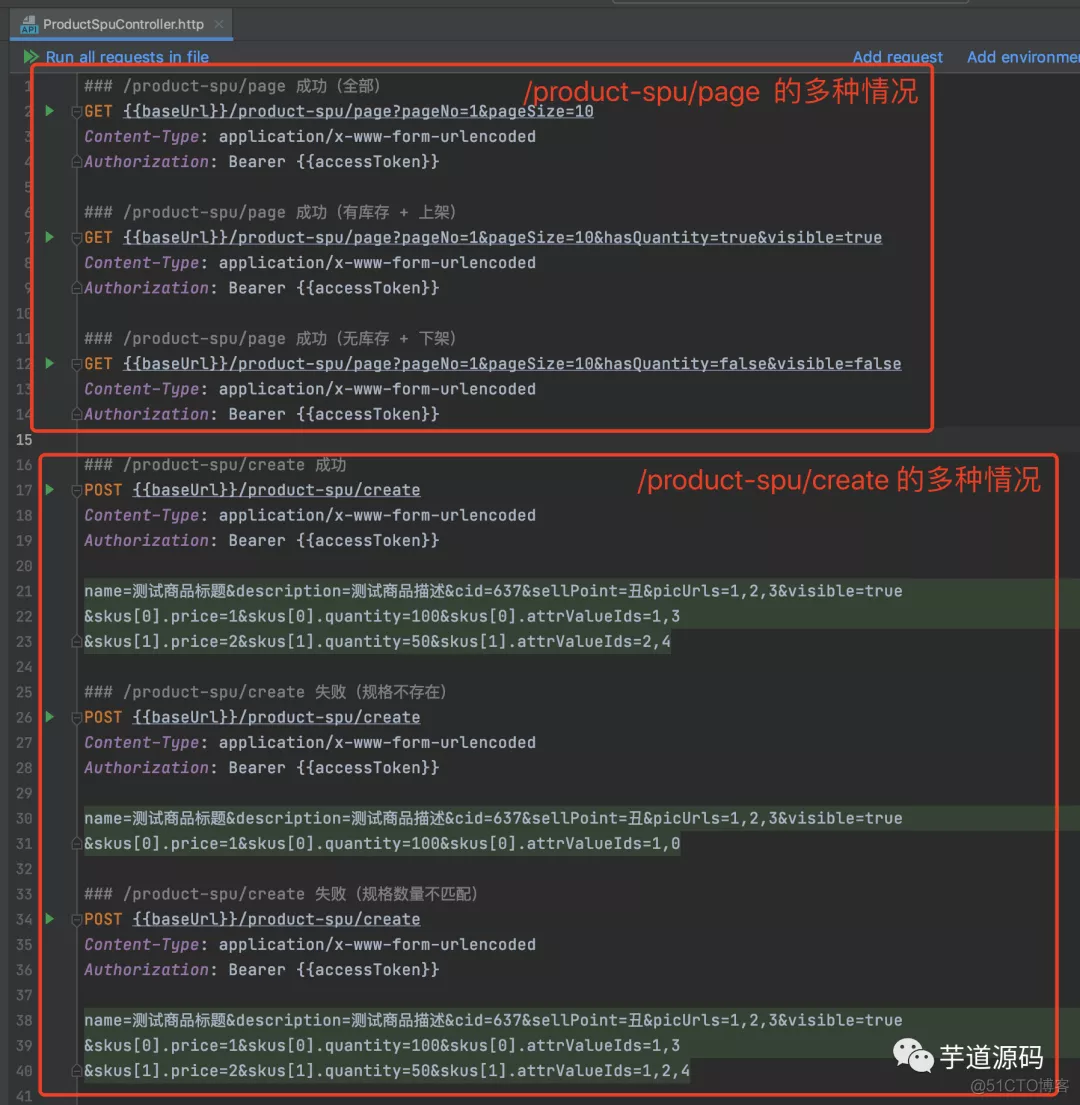 ProductSpuController.http
Run all requests in file
Add request
Add environme
/product-spu/page 的多种情况
1 ### /product-spu/page 成功（全部）
2 GET {{baseUrl}}/product-spu/page?pageNo=1&pageSize=10
3 Content-Type: application/x-www-form-urlencoded
4 Authorization: Bearer {{accessToken}}
5
6 ### /product-spu/page 成功（有库存 + 上架）
7 GET {{baseUrl}}/product-spu/page?pageNo=1&pageSize=10&hasQuantity=true&visible=true
8 Content-Type: application/x-www-form-urlencoded
9 Authorization: Bearer {{accessToken}}
10
11 ### /product-spu/page 成功（无库存 + 下架）
12 GET {{baseUrl}}/product-spu/page?pageNo=1&pageSize=10&hasQuantity=false&visible=false
13 Content-Type: application/x-www-form-urlencoded
14 Authorization: Bearer {{accessToken}}
15
/product-spu/create 的多种情况
16 ### /product-spu/create 成功
17 POST {{baseUrl}}/product-spu/create
18 Content-Type: application/x-www-form-urlencoded
19 Authorization: Bearer {{accessToken}}
20
21 name=测试商品标题&description=测试商品描述&cid=637&sellPoint=丑&picUrls=1,2,3&visible=true
22 &skus[0].price=1&skus[0].quantity=100&skus[0].attrValueIds=1,3
23 &skus[1].price=2&skus[1].quantity=50&skus[1].attrValueIds=2,4
24
25 ### /product-spu/create 失败（规格不存在）
26 POST {{baseUrl}}/product-spu/create
27 Content-Type: application/x-www-form-urlencoded
28 Authorization: Bearer {{accessToken}}
29
30 name=测试商品标题&description=测试商品描述&cid=637&sellPoint=丑&picUrls=1,2,3&visible=true
31 &skus[0].price=1&skus[0].quantity=100&skus[0].attrValueIds=1,0
32
33 ### /product-spu/create 失败（规格数量不匹配）
34 POST {{baseUrl}}/product-spu/create
35 Content-Type: application/x-www-form-urlencoded
36 Authorization: Bearer {{accessToken}}
37
38 name=测试商品标题&description=测试商品描述&cid=637&sellPoint=丑&picUrls=1,2,3&visible=true
39 &skus[0].price=1&skus[0].quantity=100&skus[0].attrValueIds=1,3
40 &skus[1].price=2&skus[1].quantity=50&skus[1].attrValueIds=1,2,4
41
API
芋道源码
@51CTO博客